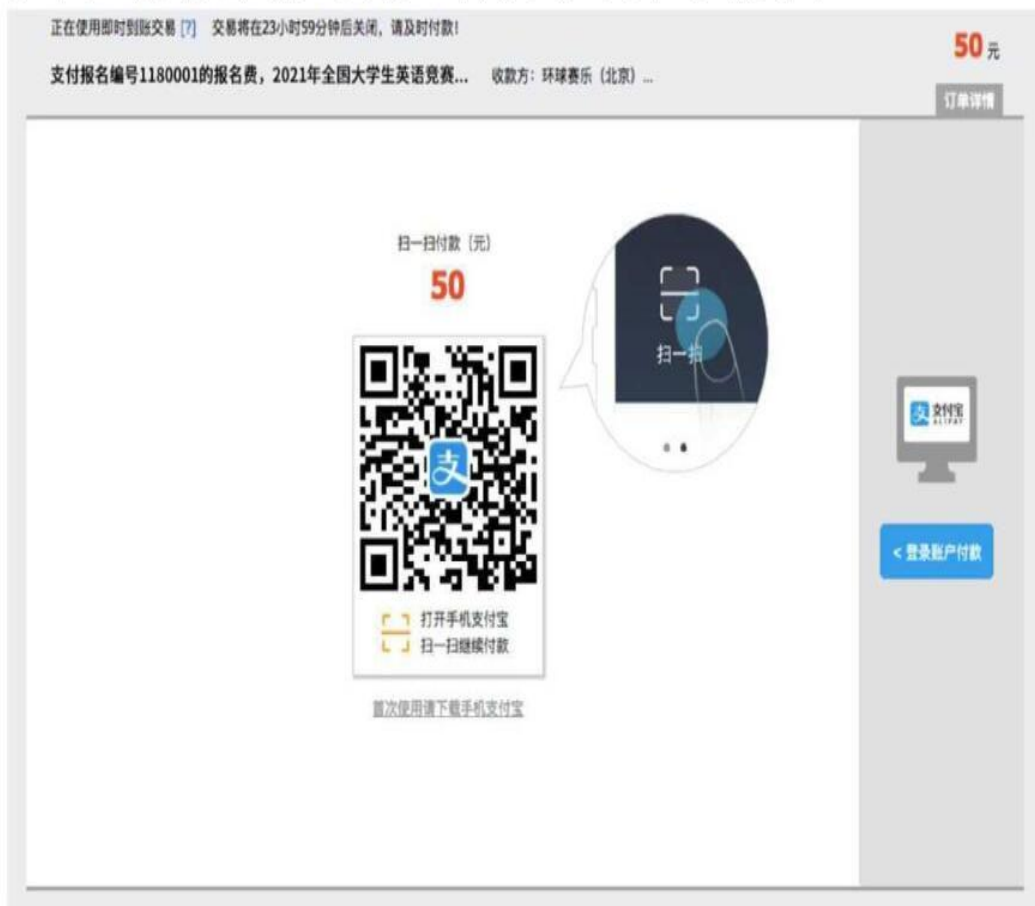 正在使用即时到账交易 [?] 交易将在23小时59分钟后关闭，请及时付款！
50 元
支付报名编号1180001的报名费，2021年全国大学生英语竞赛... 收款方：环球赛乐（北京）...
订单详情
扫一扫付款（元）
50
扫一扫
支
支付宝
ALIPAY
支
< 登录账户付款
打开手机支付宝
扫一扫继续付款
首次使用请下载手机支付宝